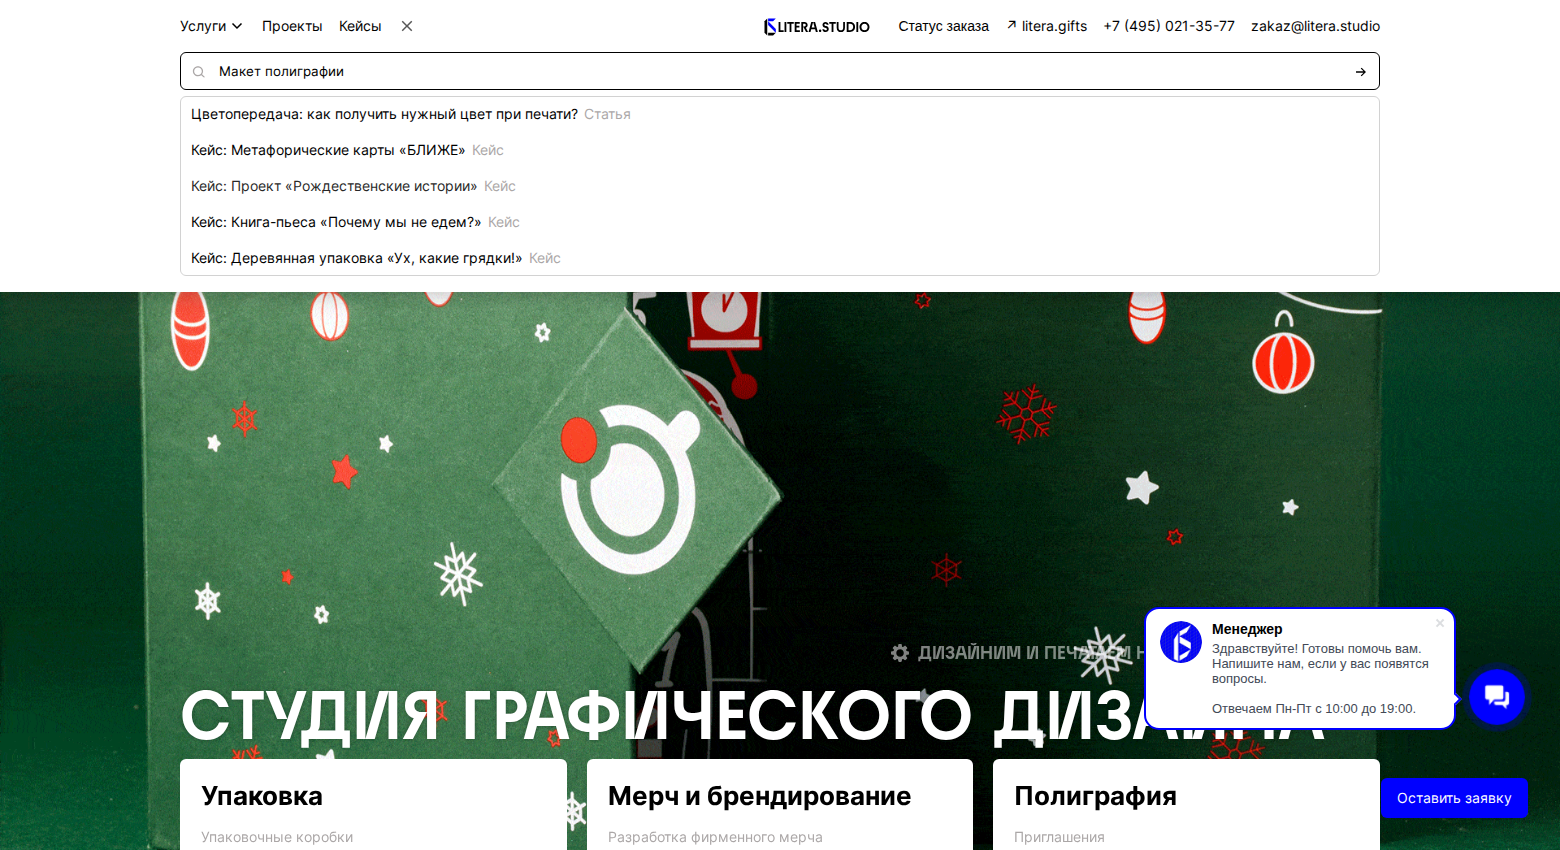 Услуги Проекты Кейсы LITERA.STUDIO Статус заказа ↗ litera.gifts +7 (495) 021-35-77 zakaz@litera.studio
Макет полиграфии
Цветопередача: как получить нужный цвет при печати? Статья
Кейс: Метафорические карты «БЛИЖЕ» Кейс
Кейс: Проект «Рождественские истории» Кейс
Кейс: Книга-пьеса «Почему мы не едем?» Кейс
Кейс: Деревянная упаковка «Ух, какие грядки!» Кейс
ДИЗАЙНИМ И ПЕЧАТАЕМ
СТУДИЯ ГРАФИЧЕСКОГО ДИЗАЙНА
Менеджер
Здравствуйте! Готовы помочь вам.
Напишите нам, если у вас появятся
вопросы.
Отвечаем Пн-Пт с 10:00 до 19:00.
Упаковка
Упаковочные коробки
Мерч и брендирование
Разработка фирменного мерча
Полиграфия
Приглашения
Оставить заявку